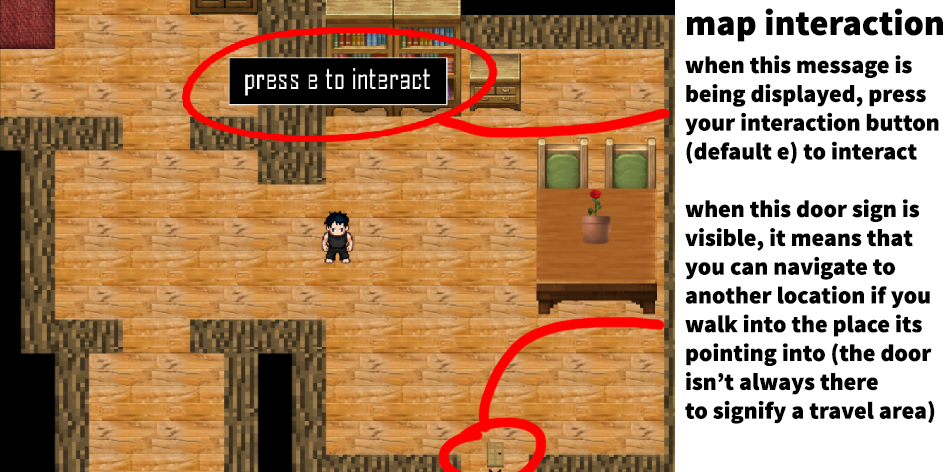 press e to interact
map interaction
when this message is
being displayed, press
your interaction button
(default e) to interact
when this door sign is
visible, it means that
you can navigate to
another location if you
walk into the place its
pointing into (the door
isn’t always there
to signify a travel area)